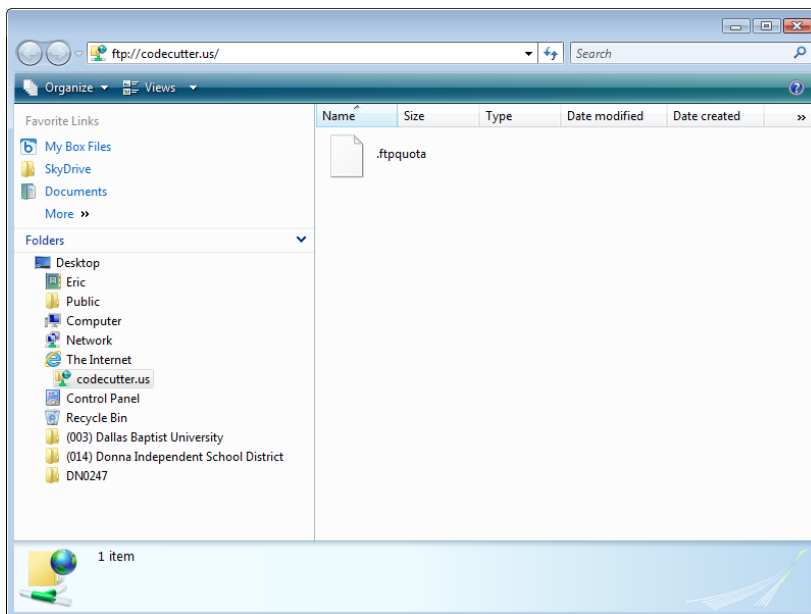 ftp://codecutter.us/
Search
Organize Views
Favorite Links
My Box Files
SkyDrive
Documents
More »
Folders
Desktop
Eric
Public
Computer
Network
The Internet
codecutter.us
Control Panel
Recycle Bin
(003) Dallas Baptist University
(014) Donna Independent School District
DN0247
Name Size Type Date modified Date created »
.ftpquota
1 item